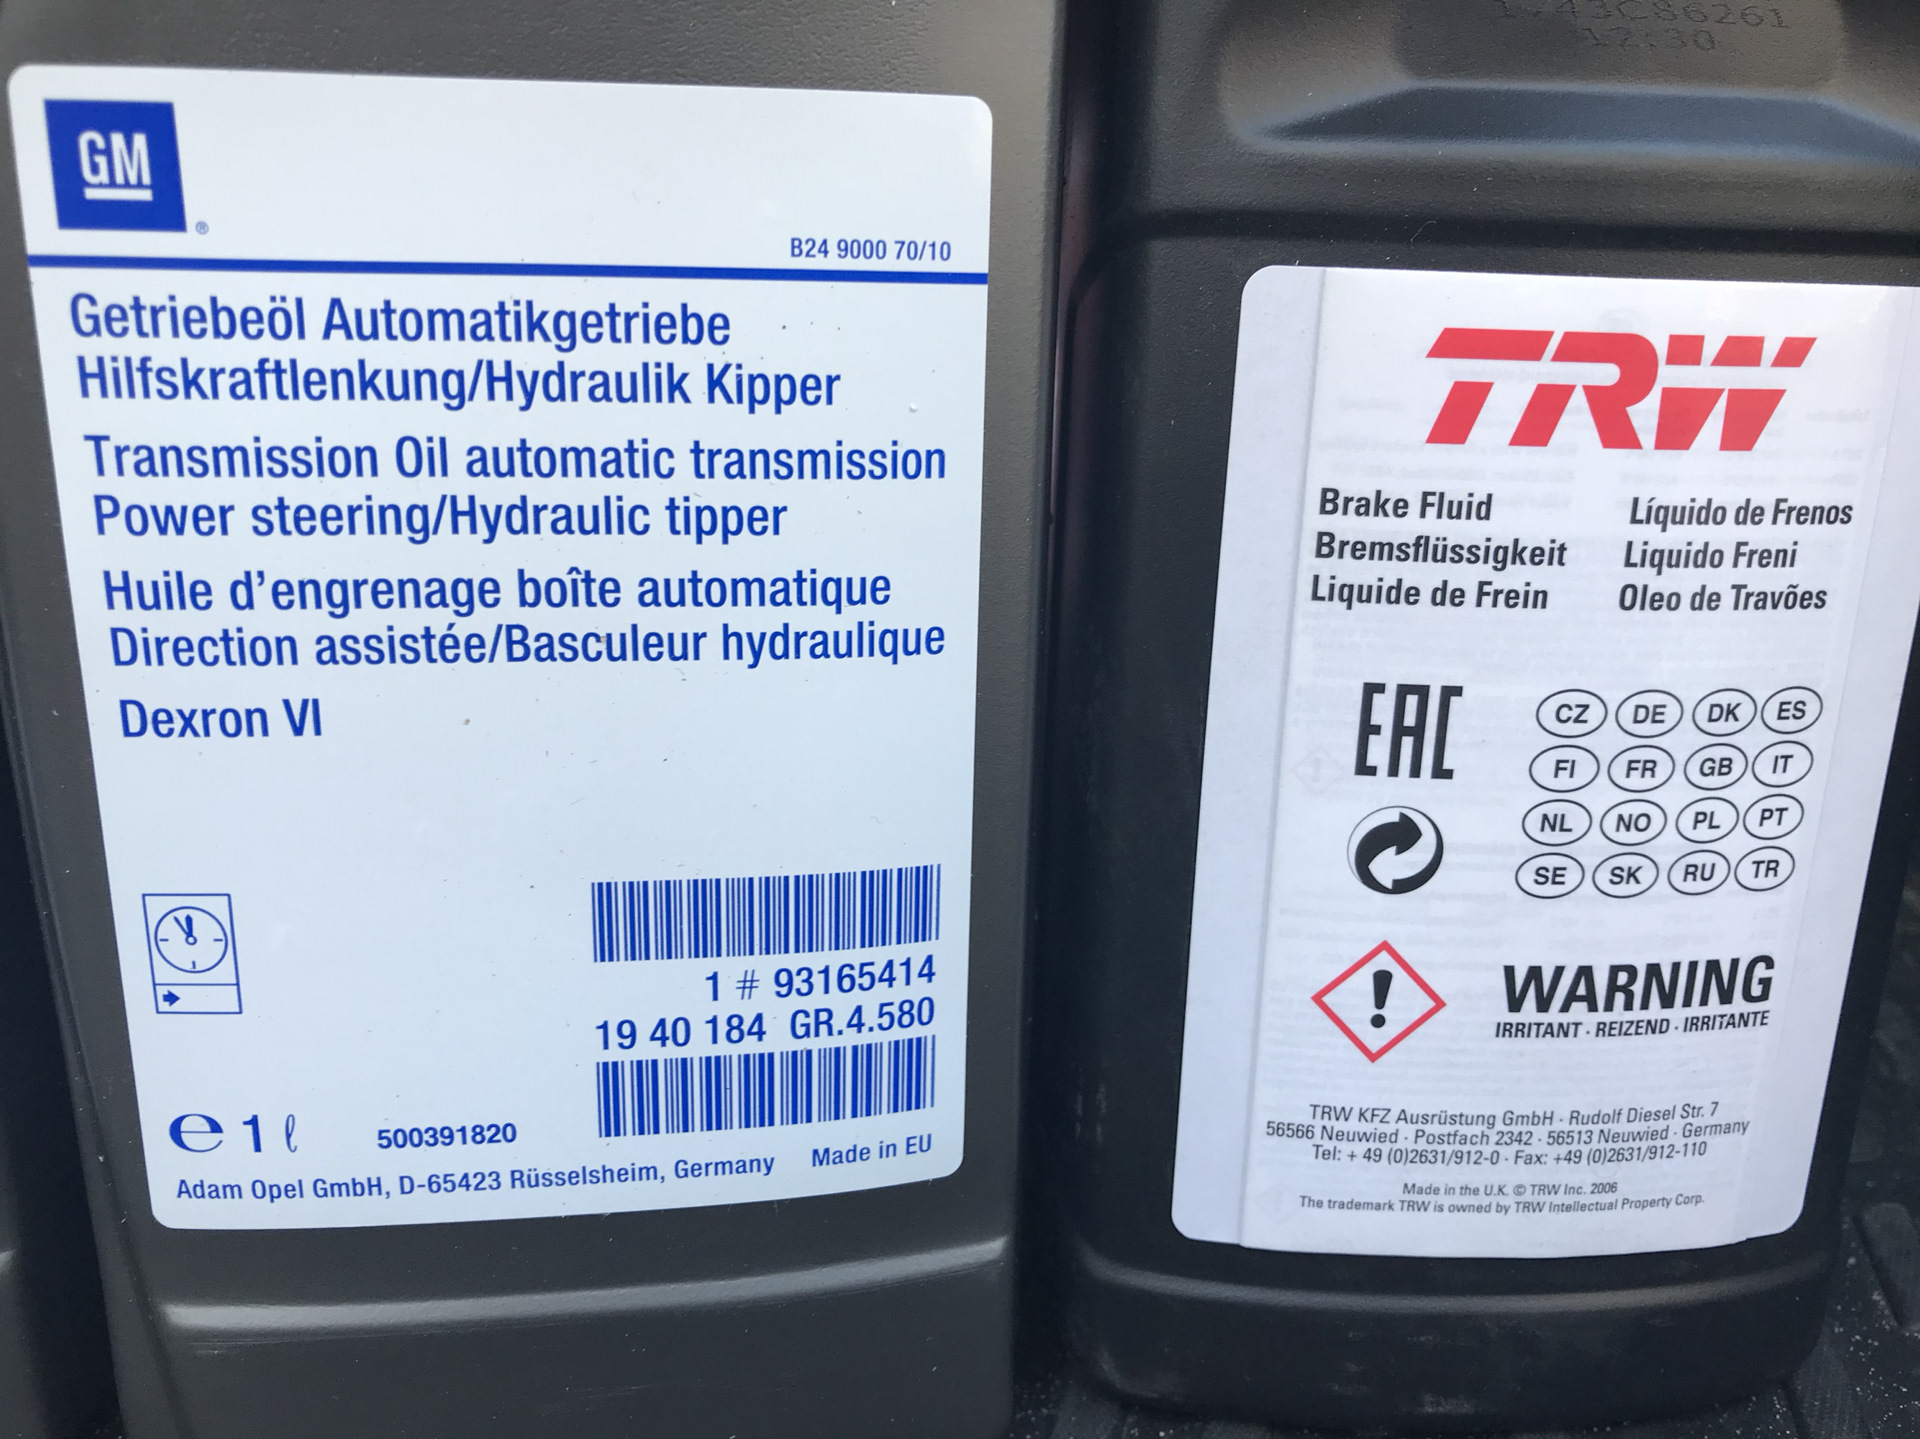 GM
®
B24 9000 70/10
Getriebeöl Automatikgetriebe
Hilfskraftlenkung/Hydraulik Kipper
Transmission Oil automatic transmission
Power steering/Hydraulic tipper
Huile d'engrenage boîte automatique
Direction assistée/Basculeur hydraulique
Dexron VI
1 # 93165414
19 40 184 GR.4.580
e 1 ℓ
500391820
Adam Opel GmbH, D-65423 Rüsselsheim, Germany
Made in EU
12:30
TRW
Brake Fluid
Bremsflüssigkeit
Liquide de Frein
Líquido de Frenos
Liquido Freni
Oleo de Travões
EAC
CZ DE DK ES
FI FR GB IT
NL NO PL PT
SE SK RU TR
WARNING
IRRITANT · REIZEND · IRRITANTE
TRW KFZ Ausrüstung GmbH · Rudolf Diesel Str. 7
56566 Neuwied · Postfach 2342 · 56513 Neuwied · Germany
Tel: + 49 (0)2631/912-0 · Fax: +49 (0)2631/912-110
Made in the U.K. © TRW Inc. 2006
The trademark TRW is owned by TRW Intellectual Property Corp.